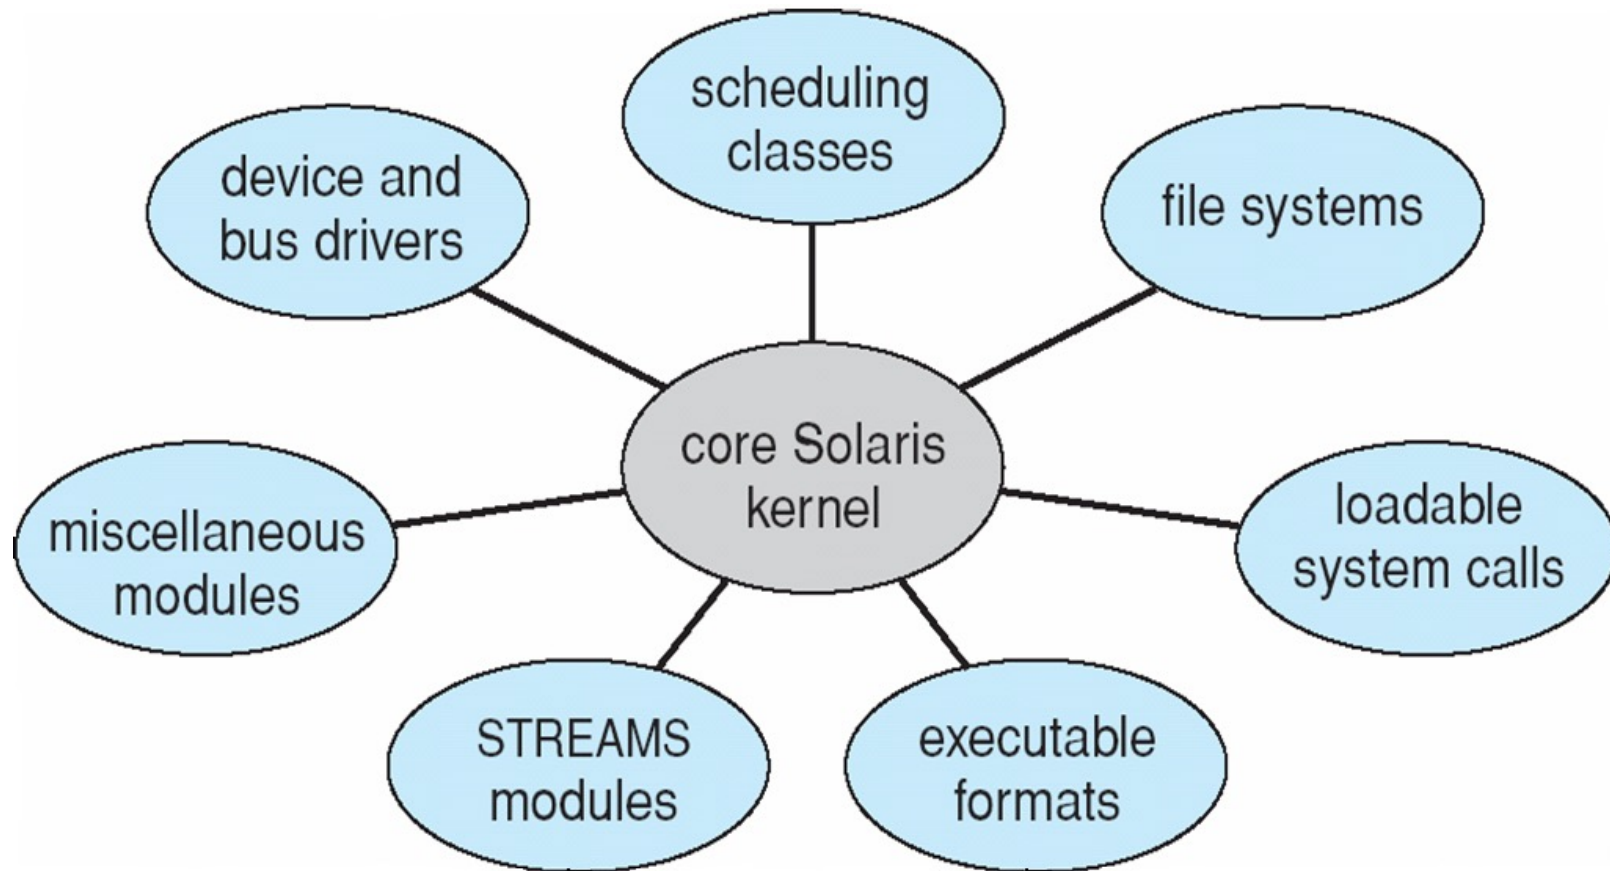 scheduling
classes
device and
bus drivers
file systems
core Solaris
kernel
miscellaneous
modules
loadable
system calls
STREAMS
modules
executable
formats